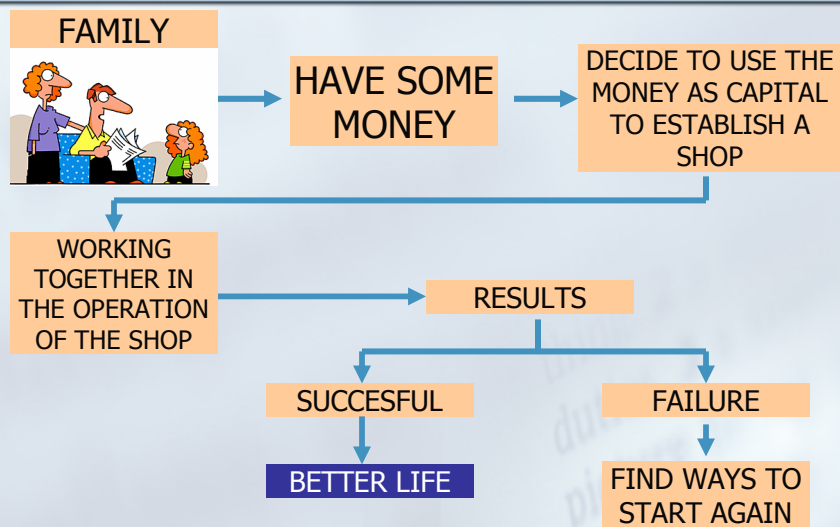 FAMILY
HAVE SOME
MONEY
DECIDE TO USE THE
MONEY AS CAPITAL
TO ESTABLISH A
SHOP
WORKING
TOGETHER IN
THE OPERATION
OF THE SHOP
RESULTS
SUCCESFUL
FAILURE
BETTER LIFE
FIND WAYS TO
START AGAIN